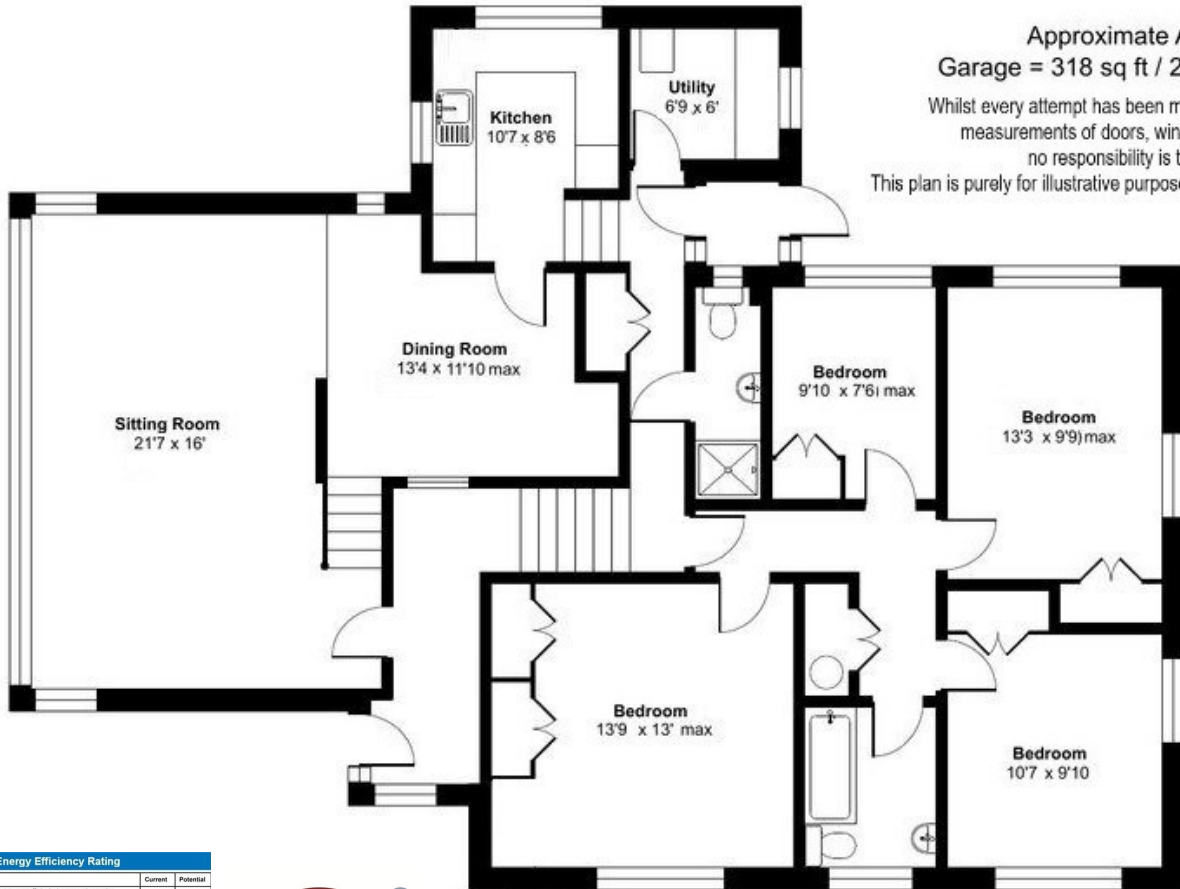 Approximate
Garage = 318 sq ft / 2
Whilst every attempt has been
measurements of doors,
no responsibility is
This plan is purely for illustrative
Kitchen
10'7 x 8'6
Utility
6'9 x 6'
Dining Room
13'4 x 11'10 max
Sitting Room
21'7 x 16'
Bedroom
9'10 x 7'6 max
Bedroom
13'3 x 9'9) max
Bedroom
13'9 x 13' max
Bedroom
10'7 x 9'10
Energy Efficiency Rating
Current Potential